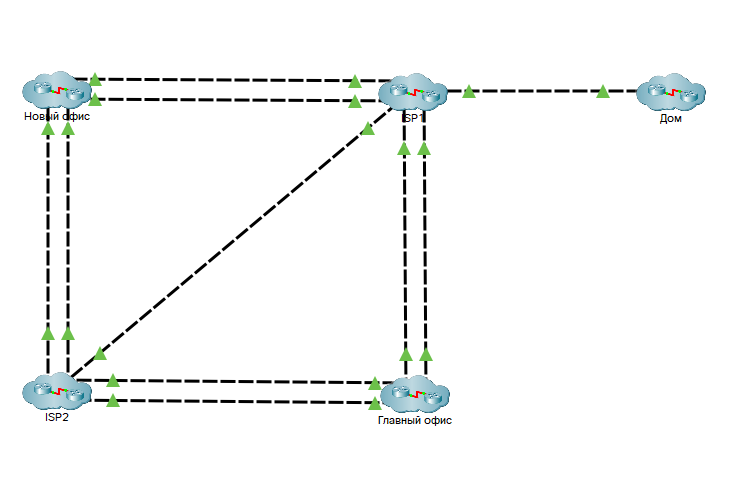 Новый офис
ISP1
Дом
ISP2
Главный офис